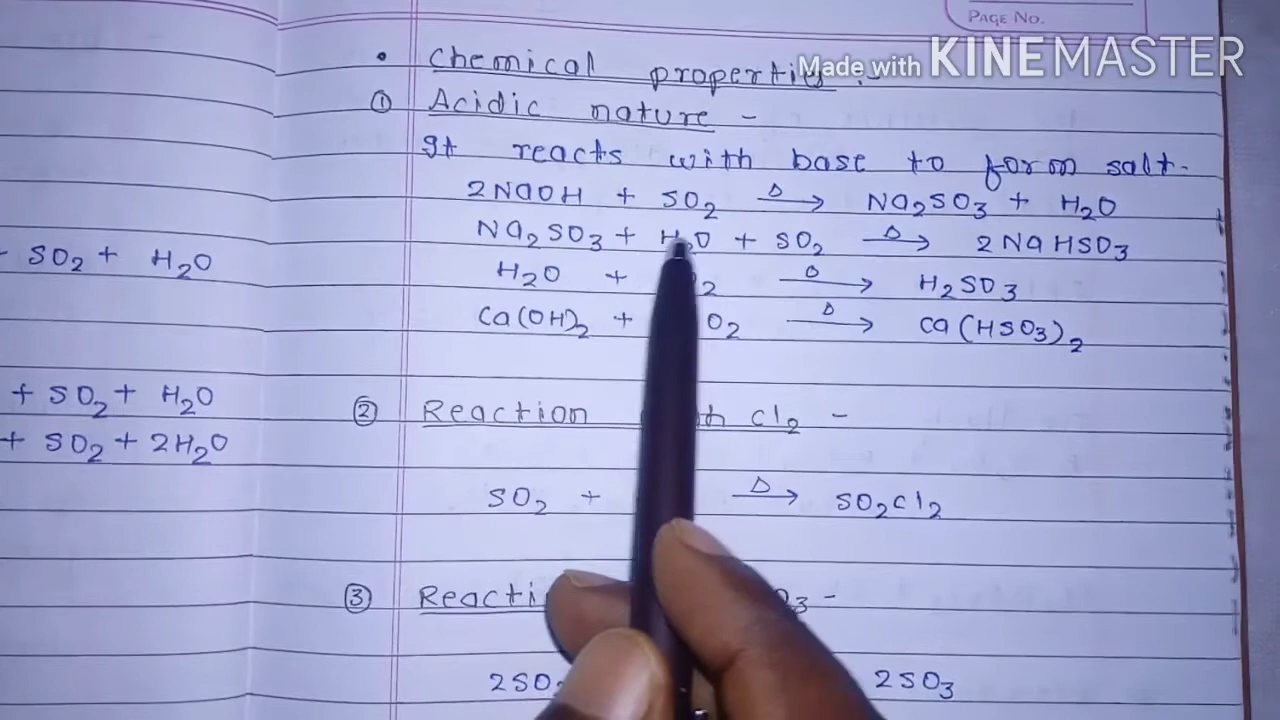 PAGE No.
Made with KINEMASTER
• Chemical properties :-
① Acidic nature -
It reacts with base to form salt.
2NaOH + SO2 Δ→ Na2SO3 + H2O
Na2SO3 + H2O + SO2 Δ→ 2NaHSO3
H2O + 2 Δ→ H2SO3
Ca(OH)2 + O2 Δ→ Ca(HSO3)2
② Reaction Cl2 -
SO2 + Δ→ SO2Cl2
③ -
2SO 2SO3
- SO2 + H2O
+ SO2 + H2O
+ SO2 + 2H2O